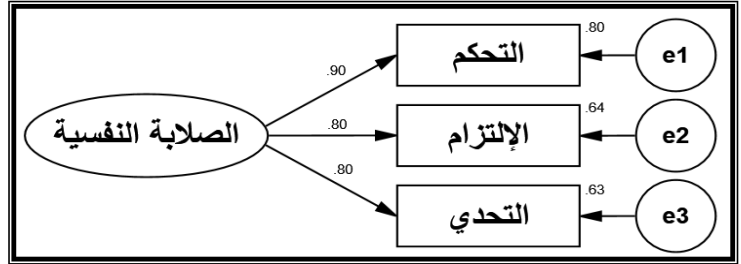 .80
التحكم
e1
.90
.64
الصلابة النفسية
.80
الإلتزام
e2
.80
.63
التحدي
e3